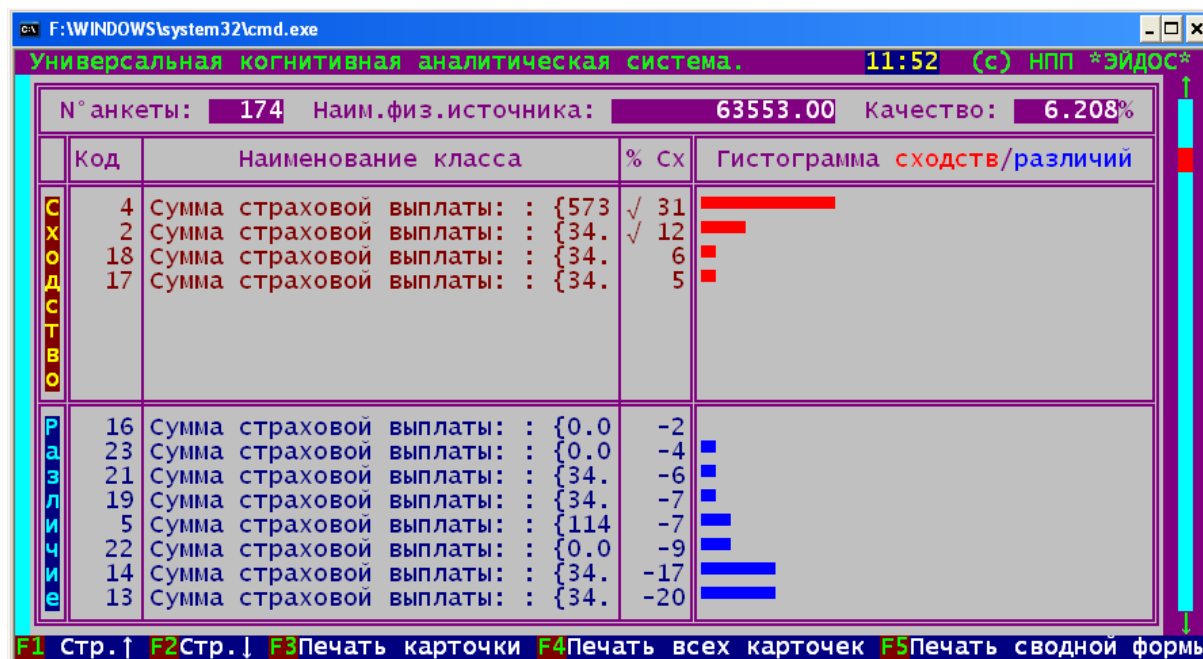 F:\WINDOWS\system32\cmd.exe
Универсальная когнитивная аналитическая система. 11:52 (c) НПП *ЭЙДОС*
N°анкеты: 174 Наим.физ.источника: 63553.00 Качество: 6.208%
Код Наименование класса % Сх Гистограмма сходств/различий
Сходство
4 Сумма страховой выплаты: : {573 √ 31
2 Сумма страховой выплаты: : {34. √ 12
18 Сумма страховой выплаты: : {34. 6
17 Сумма страховой выплаты: : {34. 5
Различие
16 Сумма страховой выплаты: : {0.0 -2
23 Сумма страховой выплаты: : {0.0 -4
21 Сумма страховой выплаты: : {34. -6
19 Сумма страховой выплаты: : {34. -7
5 Сумма страховой выплаты: : {114 -7
22 Сумма страховой выплаты: : {0.0 -9
14 Сумма страховой выплаты: : {34. -17
13 Сумма страховой выплаты: : {34. -20
F1 Стр.↑ F2Стр.↓ F3Печать карточки F4Печать всех карточек F5Печать сводной формы